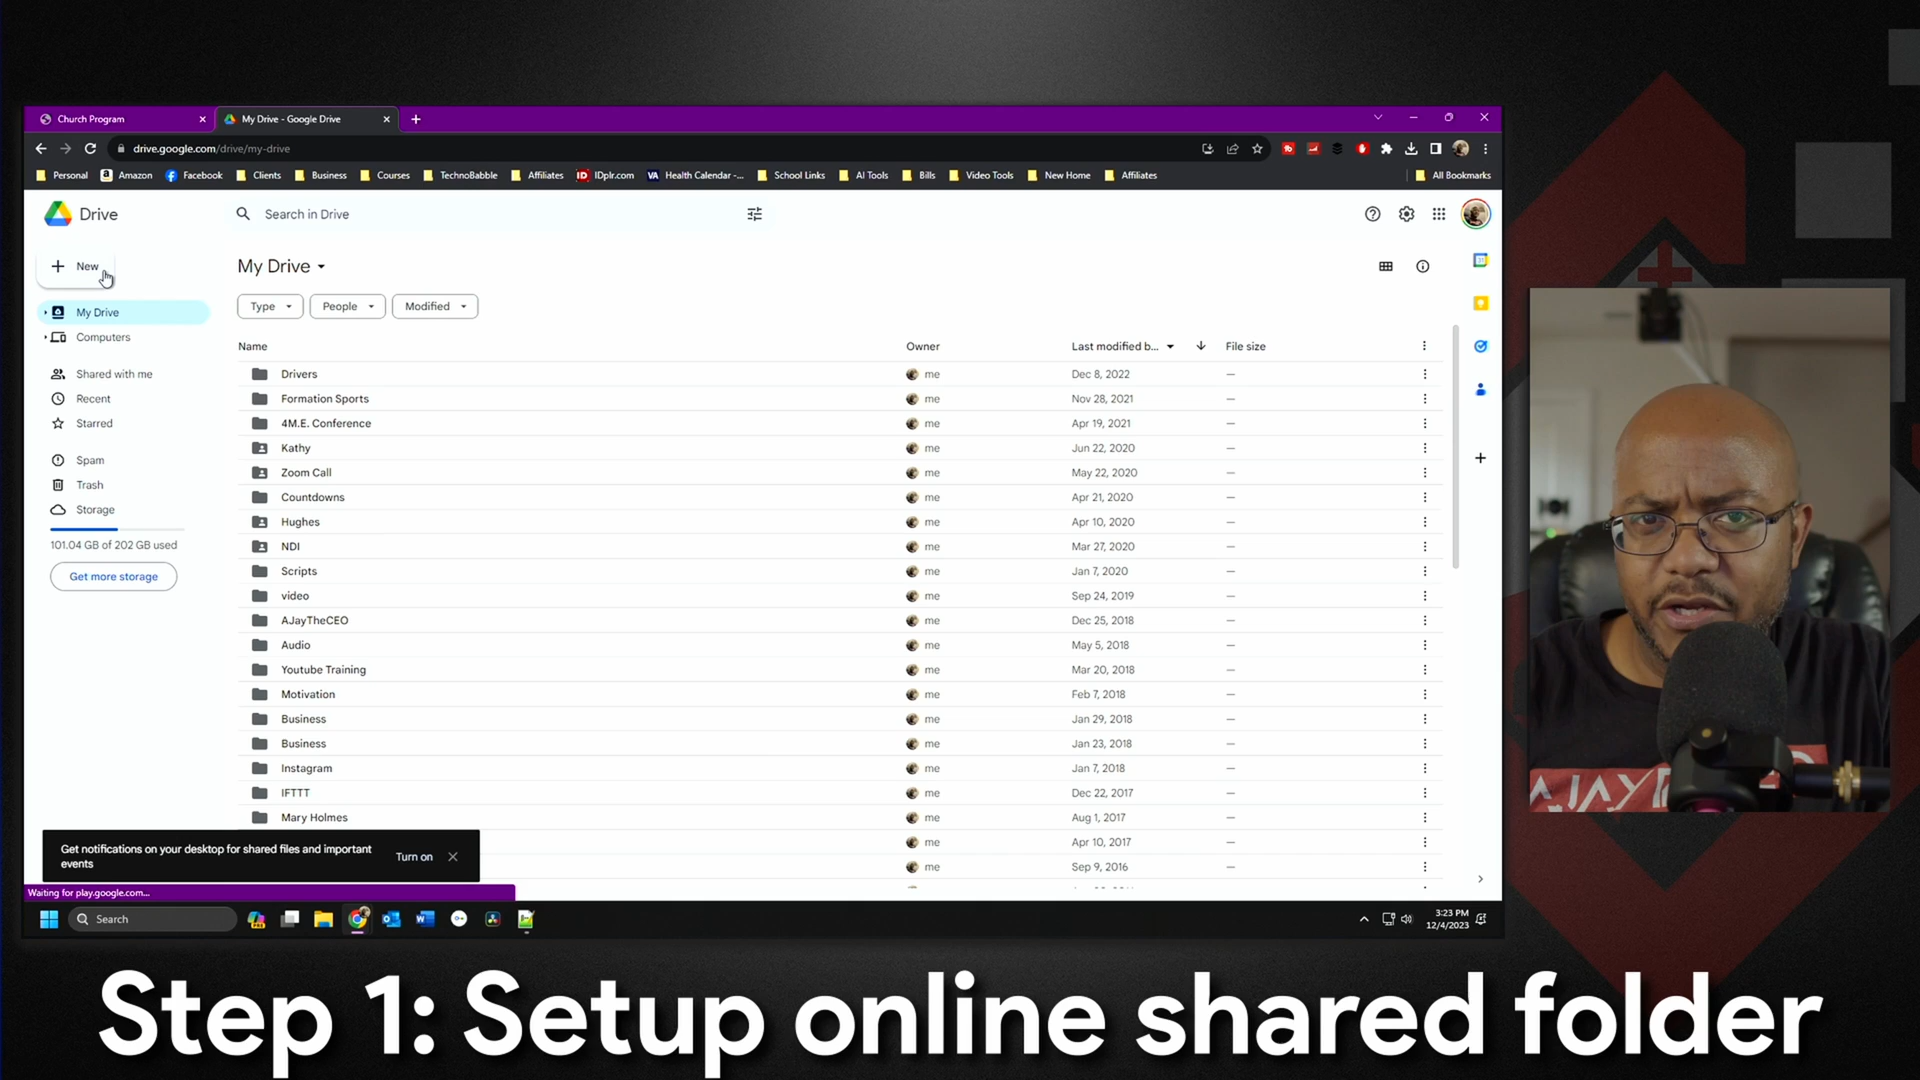 Church Program
My Drive - Google Drive
drive.google.com/drive/my-drive
Personal Amazon Facebook Clients Business Courses TechnoBabble Affiliates IDplr.com Health Calendar -... School Links AI Tools Bills Video Tools New Home Affiliates All Bookmarks
Drive
Search in Drive
New
My Drive
Type People Modified
My Drive
Computers
Shared with me
Recent
Starred
Spam
Trash
Storage
101.04 GB of 202 GB used
Get more storage
Name Owner Last modified b... File size
Drivers me Dec 8, 2022 —
Formation Sports me Nov 28, 2021 —
4M.E. Conference me Apr 19, 2021 —
Kathy me Jun 22, 2020 —
Zoom Call me May 22, 2020 —
Countdowns me Apr 21, 2020 —
Hughes me Apr 10, 2020 —
NDI me Mar 27, 2020 —
Scripts me Jan 7, 2020 —
video me Sep 24, 2019 —
AJayTheCEO me Dec 25, 2018 —
Audio me May 5, 2018 —
Youtube Training me Mar 20, 2018 —
Motivation me Feb 7, 2018 —
Business me Jan 29, 2018 —
Business me Jan 23, 2018 —
Instagram me Jan 7, 2018 —
IFTTT me Dec 22, 2017 —
Mary Holmes me Aug 1, 2017 —
me Apr 10, 2017 —
me Sep 9, 2016 —
Get notifications on your desktop for shared files and important
events
Turn on
Waiting for play.google.com...
Search
3:23 PM
12/4/2023
Step 1: Setup online shared folder